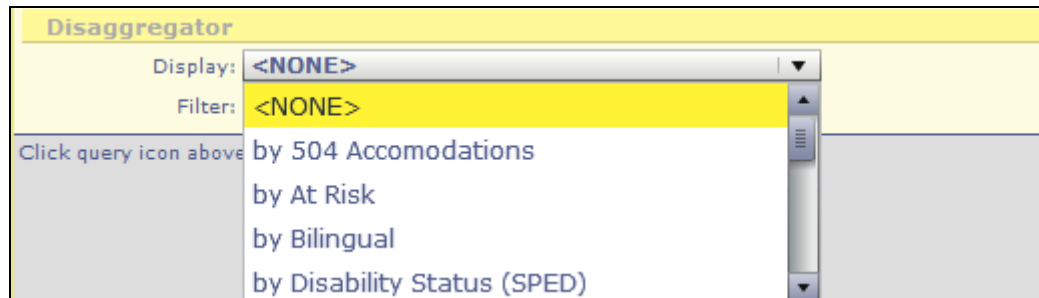 Disaggregator
Display: <NONE>
Filter: <NONE>
Click query icon above by 504 Accomodations
by At Risk
by Bilingual
by Disability Status (SPED)